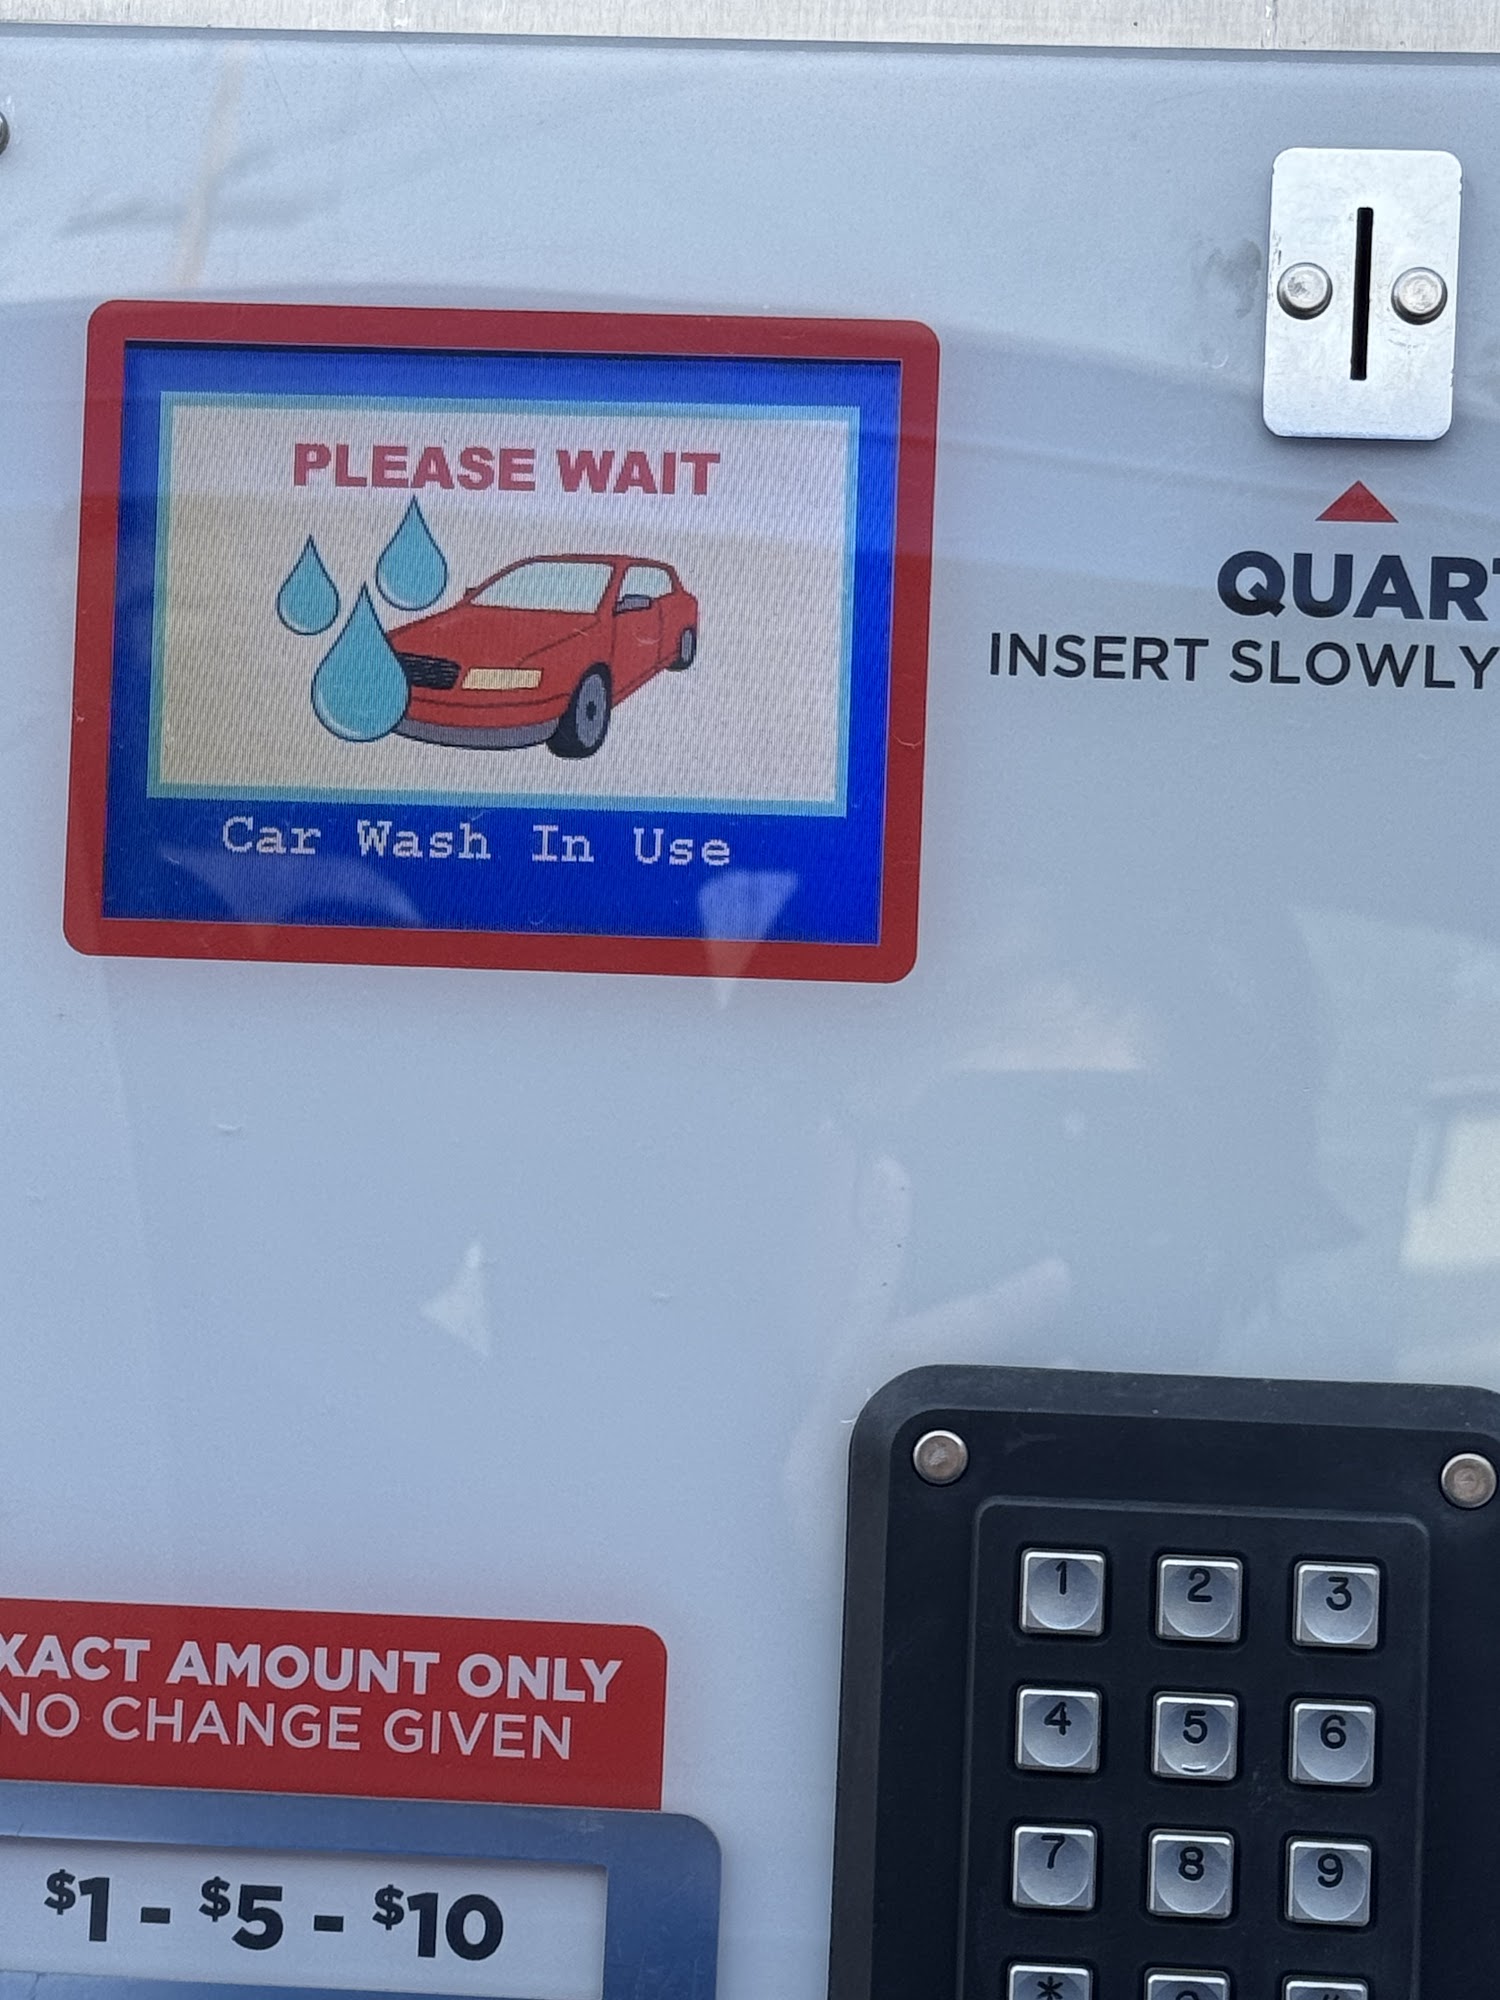 PLEASE WAIT
Car Wash In Use
QUART
INSERT SLOWLY
XACT AMOUNT ONLY
NO CHANGE GIVEN
$1 - $5 - $10
1 2 3
4 5 6
7 8 9
*